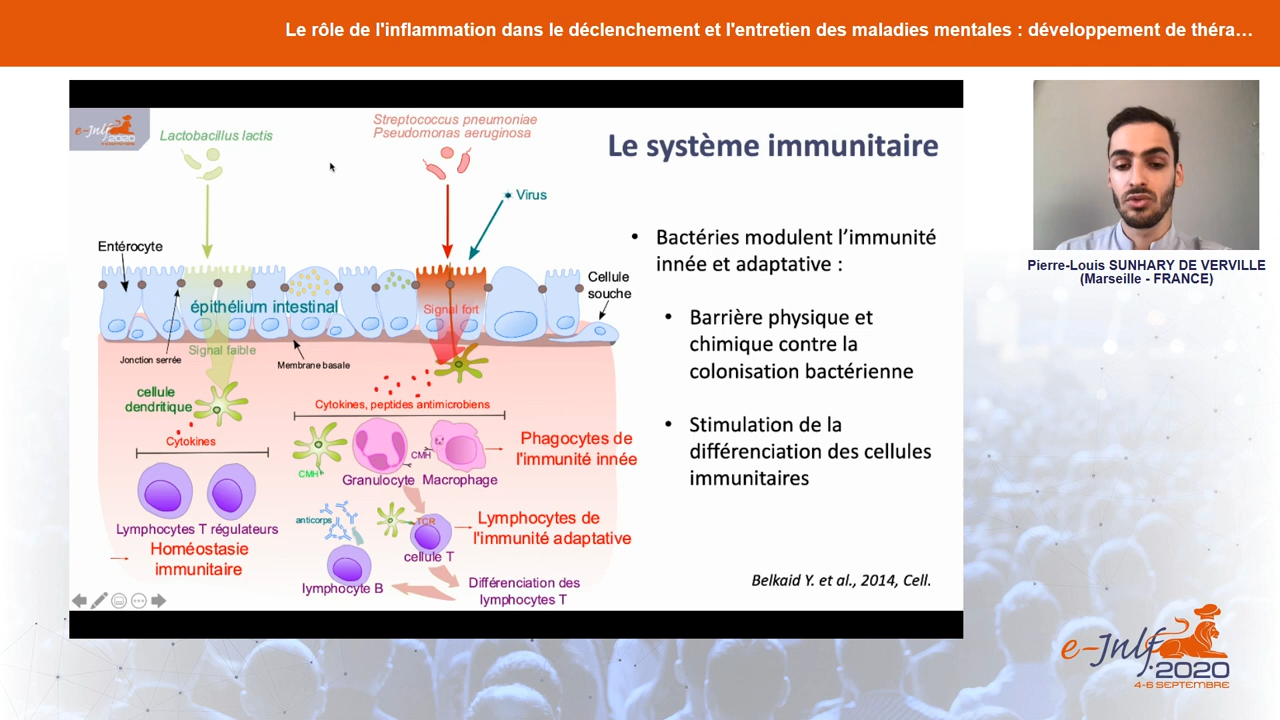 Le rôle de l'inflammation dans le déclenchement et l'entretien des maladies mentales : développement de théra…
e-Jnlf
2020
Lactobacillus lactis
Streptococcus pneumoniae
Pseudomonas aeruginosa
Virus
Entérocyte
Cellule
souche
épithélium intestinal
Signal fort
Signal faible
Jonction serrée
Membrane basale
cellule
dendritique
Cytokines
Cytokines, peptides antimicrobiens
CMH
CMH
Granulocyte
Macrophage
Phagocytes de
l'immunité innée
Lymphocytes T régulateurs
Homéostasie
immunitaire
anticorps
TCR
cellule T
Lymphocytes de
l'immunité adaptative
lymphocyte B
Différenciation des
lymphocytes T
Le système immunitaire
• Bactéries modulent l’immunité
innée et adaptative :
• Barrière physique et
chimique contre la
colonisation bactérienne
• Stimulation de la
différenciation des cellules
immunitaires
Belkaid Y. et al., 2014, Cell.
Pierre-Louis SUNHARY DE VERVILLE
(Marseille - FRANCE)
e-Jnlf
2020
4-6 SEPTEMBRE